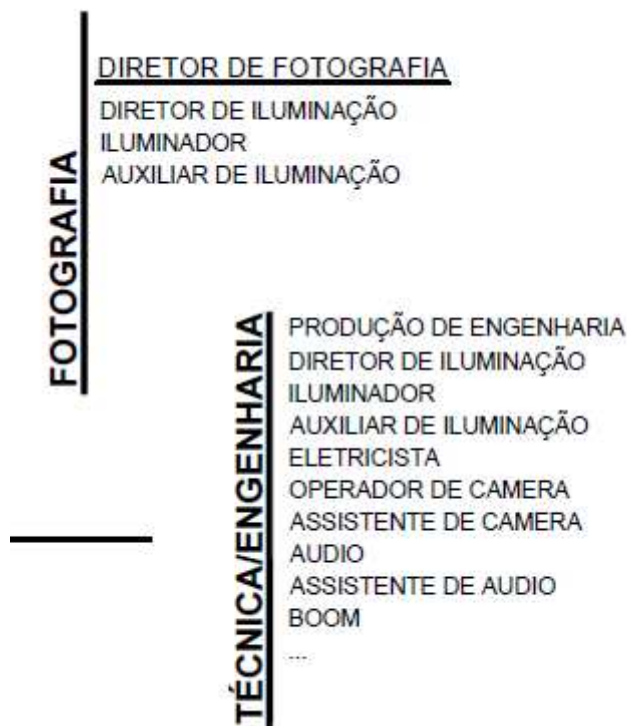 FOTOGRAFIA
DIRETOR DE FOTOGRAFIA
DIRETOR DE ILUMINAÇÃO
ILUMINADOR
AUXILIAR DE ILUMINAÇÃO
TÉCNICA/ENGENHARIA
PRODUÇÃO DE ENGENHARIA
DIRETOR DE ILUMINAÇÃO
ILUMINADOR
AUXILIAR DE ILUMINAÇÃO
ELETRICISTA
OPERADOR DE CAMERA
ASSISTENTE DE CAMERA
AUDIO
ASSISTENTE DE AUDIO
BOOM
...